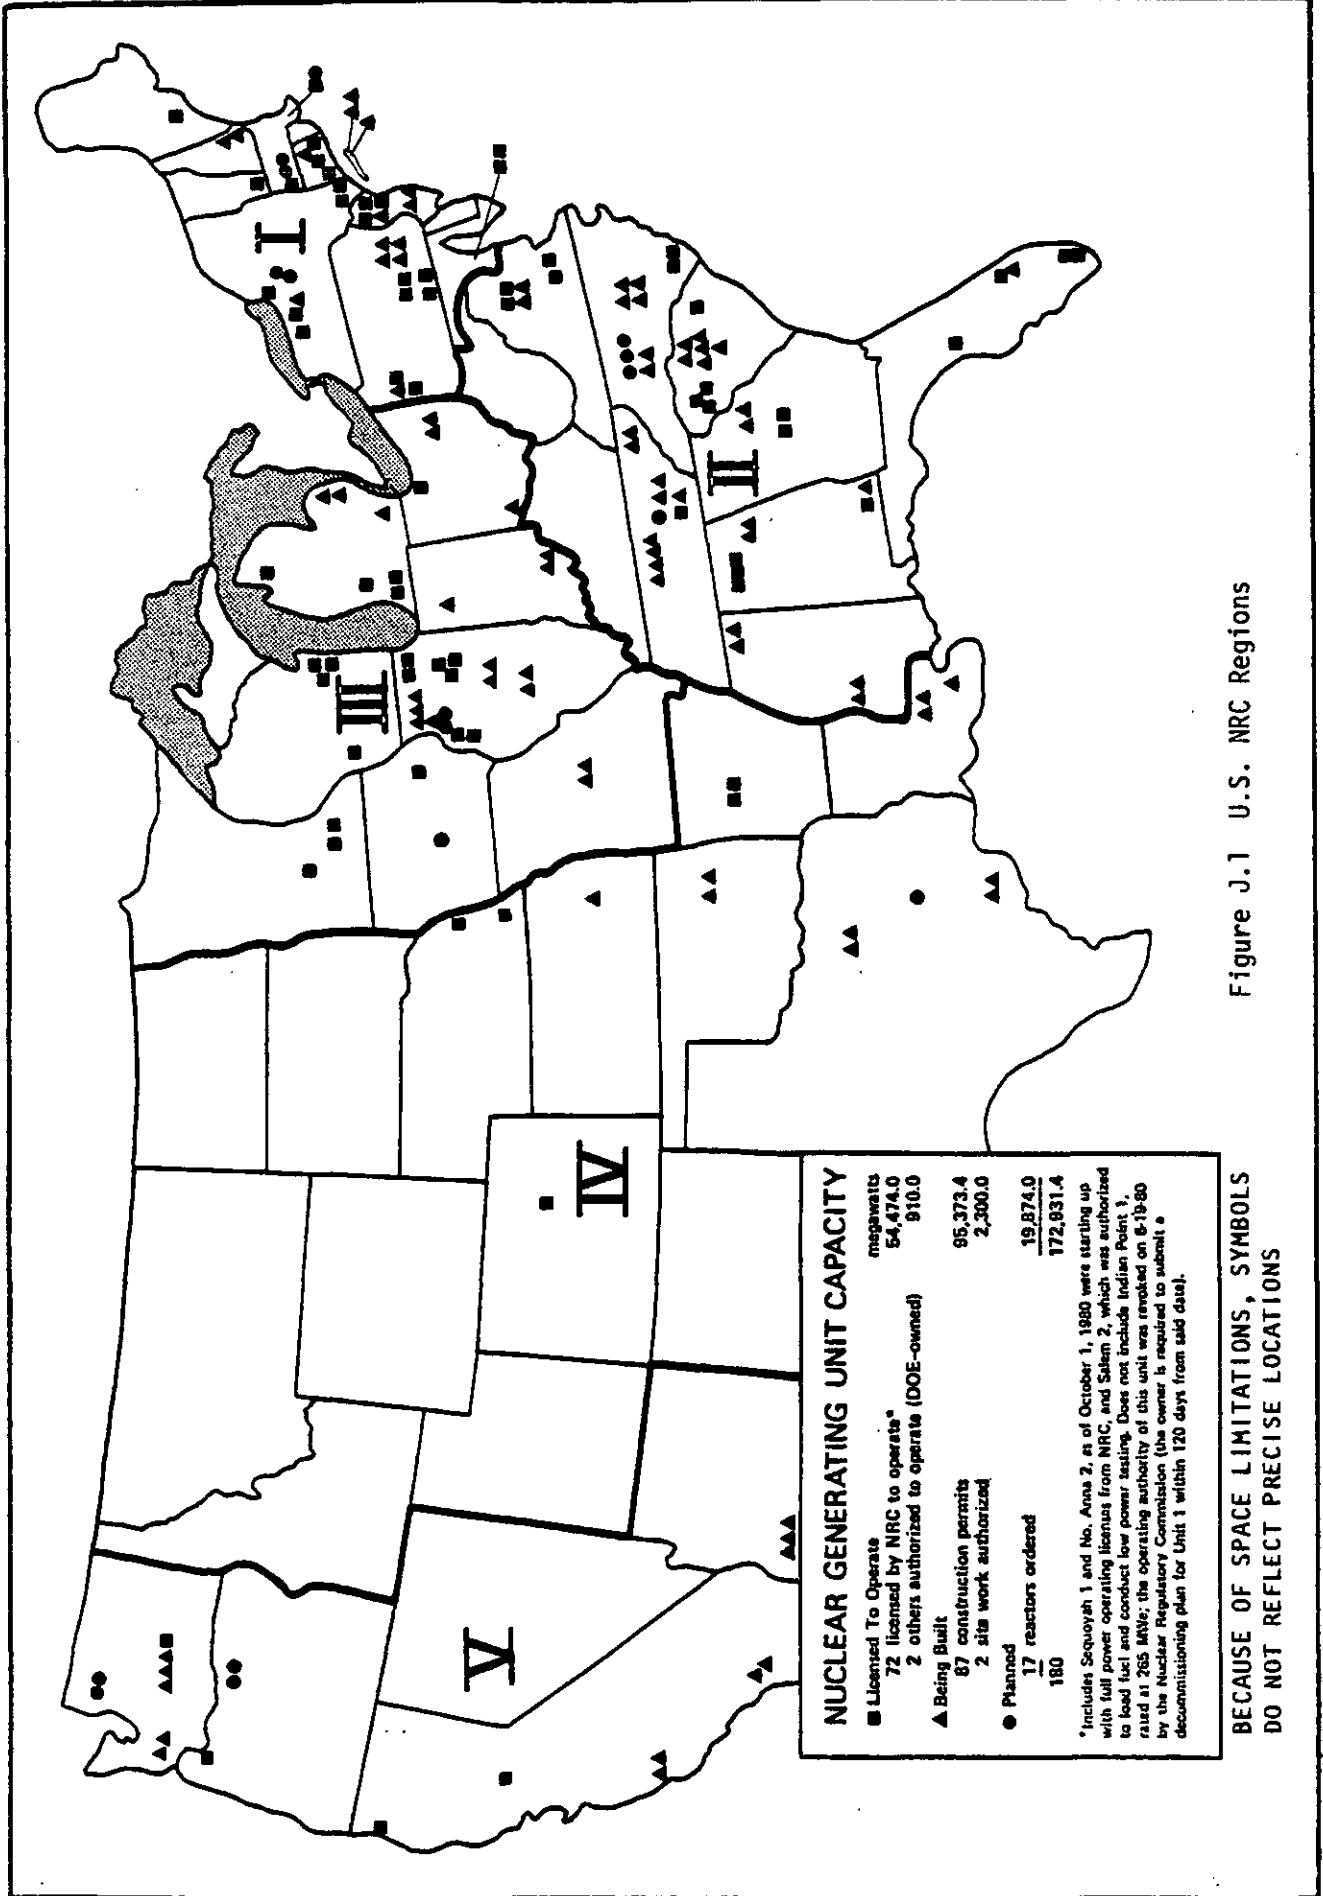 I
II
III
IV
V
NUCLEAR GENERATING UNIT CAPACITY
■ Licensed To Operate megawatts
72 licensed by NRC to operate* 54,474.0
2 others authorized to operate (DOE-owned) 910.0
▲ Being Built
87 construction permits 95,373.4
2 site work authorized 2,300.0
● Planned
17 reactors ordered 19,874.0
180 172,931.4
*Includes Sequoyah 1 and No. Anna 2, as of October 1, 1980 were starting up
with full power operating licenses from NRC, and Salem 2, which was authorized
to load fuel and conduct low power testing. Does not include Indian Point 1,
rated at 265 MWe; the operating authority of this unit was revoked on 6-19-80
by the Nuclear Regulatory Commission (the owner is required to submit a
decommissioning plan for Unit 1 within 120 days from said date).
BECAUSE OF SPACE LIMITATIONS, SYMBOLS
DO NOT REFLECT PRECISE LOCATIONS
Figure J.1 U.S. NRC Regions